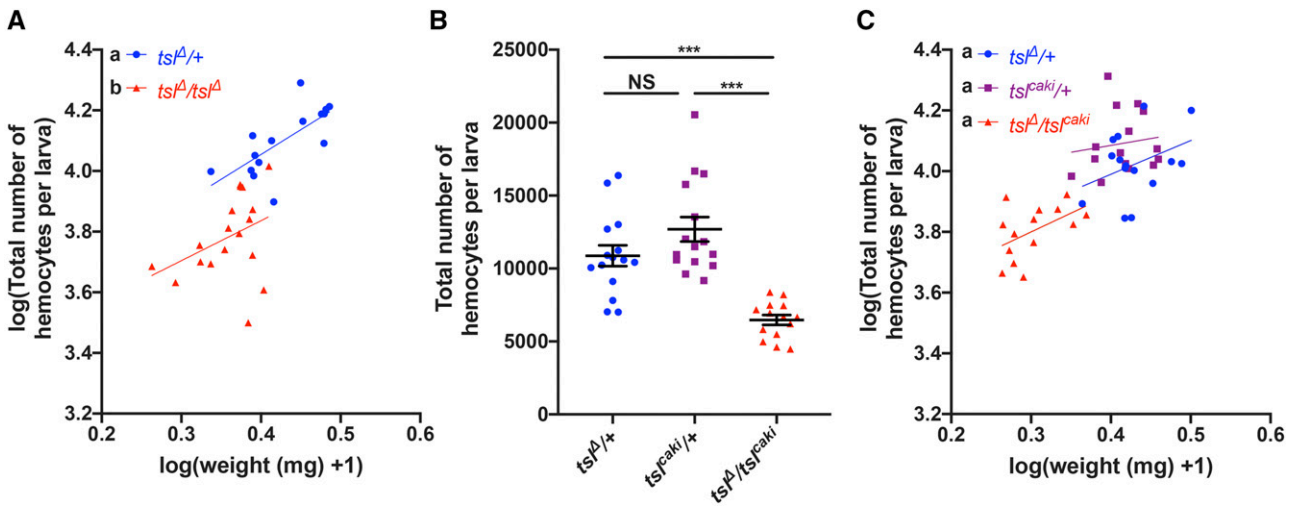 A
log(Total number of
hemocytes per larva)
4.4
4.2
4.0
3.8
3.6
3.4
3.2
a tslΔ/+
b tslΔ/tslΔ
0.2 0.3 0.4 0.5 0.6
log(weight (mg) +1)
B
Total number of
hemocytes per larva
25000
20000
15000
10000
5000
0
***
NS ***
tslΔ/+
tslcaki/+
tslΔ/tslcaki
C
log(Total number of
hemocytes per larva)
4.4
4.2
4.0
3.8
3.6
3.4
3.2
a tslΔ/+
a tslcaki/+
a tslΔ/tslcaki
0.2 0.3 0.4 0.5 0.6
log(weight (mg) +1)